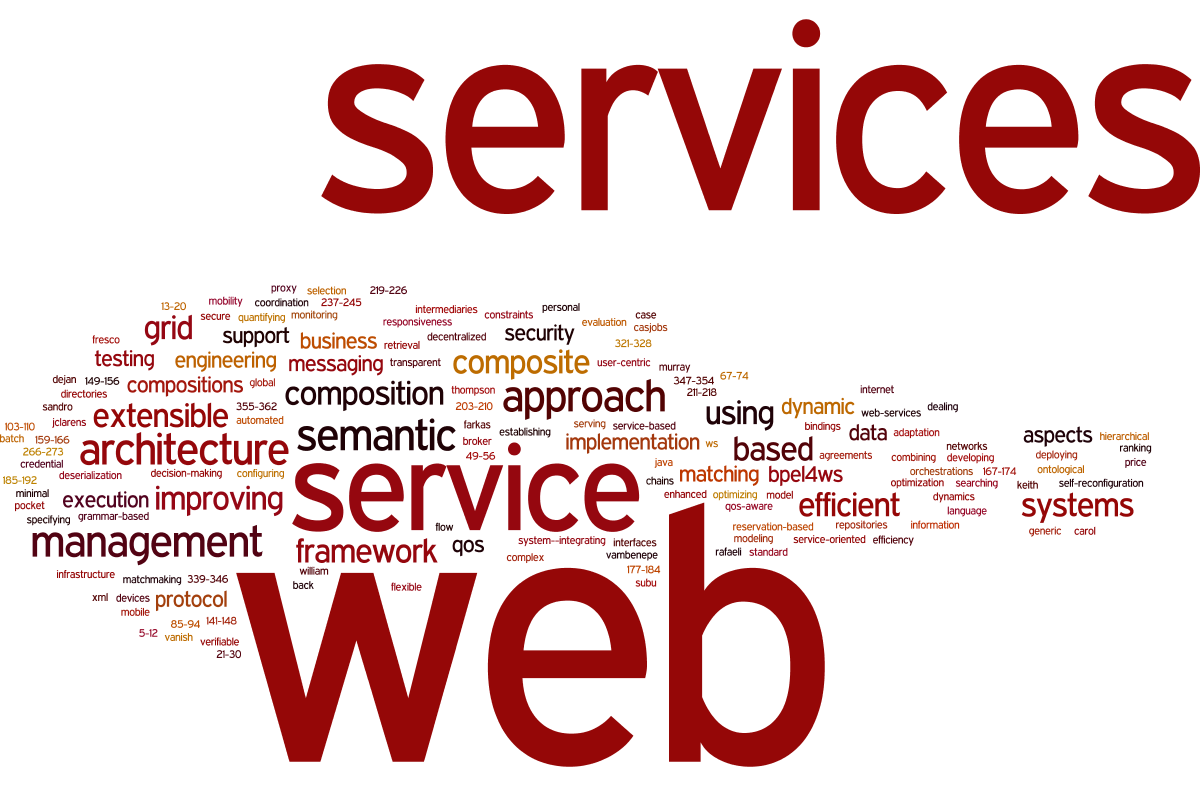 services
proxy selection 219-226
13-20 mobility coordination 237-245
intermediaries constraints personal
secure quantifying monitoring
responsiveness evaluation case
casjobs
grid support business security
fresco retrieval decentralized 321-328
testing engineering messaging transparent composite user-centric murray
dejan 149-156 compositions global 347-354 67-74
directories composition thompson approach 211-218 internet
sandro extensible 355-362 203-210 using dynamic web-services dealing
jclarens automated farkas serving service-based bindings
103-110 architecture semantic establishing data adaptation aspects hierarchical
batch 159-166 broker implementation ws based networks ranking
266-273 49-56 agreements combining developing deploying price
credential java
deserialization decision-making configuring service chains matching bpel4ws orchestrations 167-174 ontological
185-192 optimization searching keith self-reconfiguration
minimal execution improving enhanced optimizing model efficient dynamics systems
pocket qos-aware language
specifying grammar-based flow reservation-based repositories information generic carol
management framework qos system--integrating interfaces modeling service-oriented efficiency
complex vambenepe rafaeli standard
infrastructure matchmaking 339-346 william 177-184
back flexible subu
xml devices protocol
mobile
85-94 141-148
5-12 vanish verifiable
21-30
web